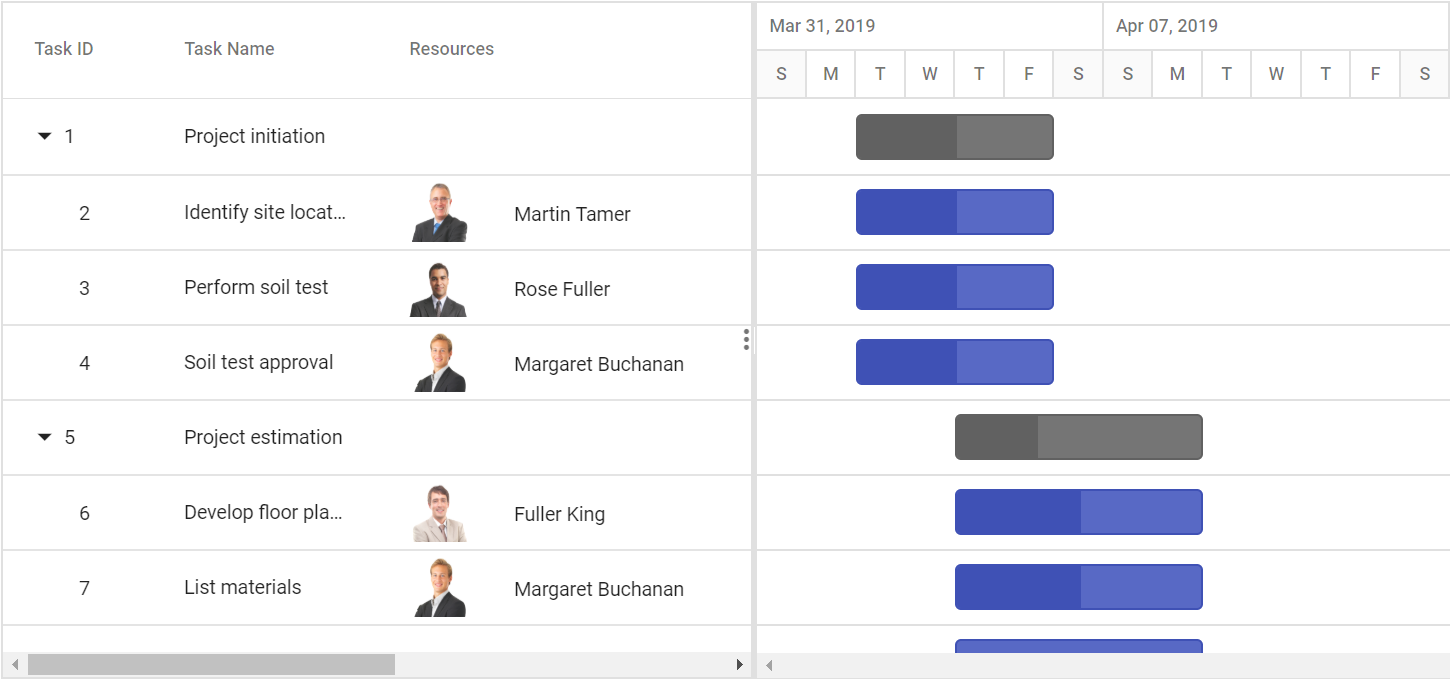 Task ID Task Name Resources
Mar 31, 2019 Apr 07, 2019
S M T W T F S S M T W T F S
1 Project initiation
2 Identify site locat... Martin Tamer
3 Perform soil test Rose Fuller
4 Soil test approval Margaret Buchanan
5 Project estimation
6 Develop floor pla... Fuller King
7 List materials Margaret Buchanan